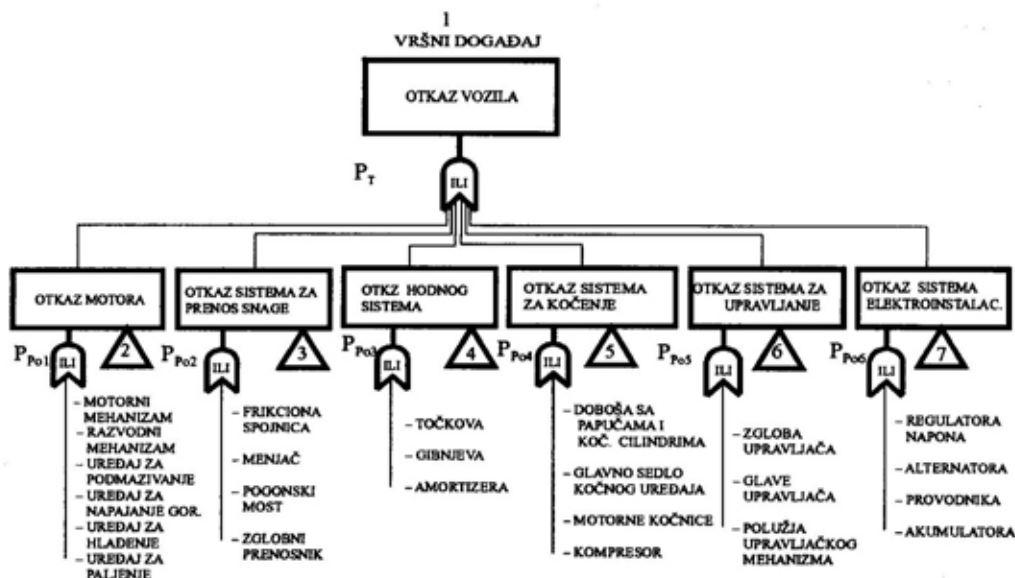 1
VRŠNI DOGAĐAJ
OTKAZ VOZILA
P_T
ILI
OTKAZ MOTORA
OTKAZ SISTEMA ZA
PRENOS SNAGE
OTKZ HODNOG
SISTEMA
OTKAZ SISTEMA
ZA KOČENJE
OTKAZ SISTEMA ZA
UPRAVLJANJE
OTKAZ SISTEMA
ELEKTROINSTALAC.
P_Po1
ILI
2
P_Po2
ILI
3
P_Po3
ILI
4
P_Po4
ILI
5
P_Po5
ILI
6
P_Po6
ILI
7
– MOTORNI
MEHANIZAM
– RAZVODNI
MEHANIZAM
– UREĐAJ ZA
PODMAZIVANJE
– UREĐAJ ZA
NAPAJANJE GOR.
– UREĐAJ ZA
HLAĐENJE
– UREĐAJ ZA
PALJENJE
– FRIKCIONA
SPOJNICA
– MENJAČ
– POGONSKI
MOST
– ZGLOBNI
PRENOSNIK
– TOČKOVA
– GIBNJEVA
– AMORTIZERA
– DOBOŠA SA
PAPUČAMA I
KOČ. CILINDRIMA
– GLAVNO SEDLO
KOČNOG UREĐAJA
– MOTORNE KOČNICE
– KOMPRESOR
– ZGLOBA
UPRAVLJAČA
– GLAVE
UPRAVLJAČA
– POLUŽJA
UPRAVLJAČKOG
MEHANIZMA
– REGULATORA
NAPONA
– ALTERNATORA
– PROVODNIKA
– AKUMULATORA